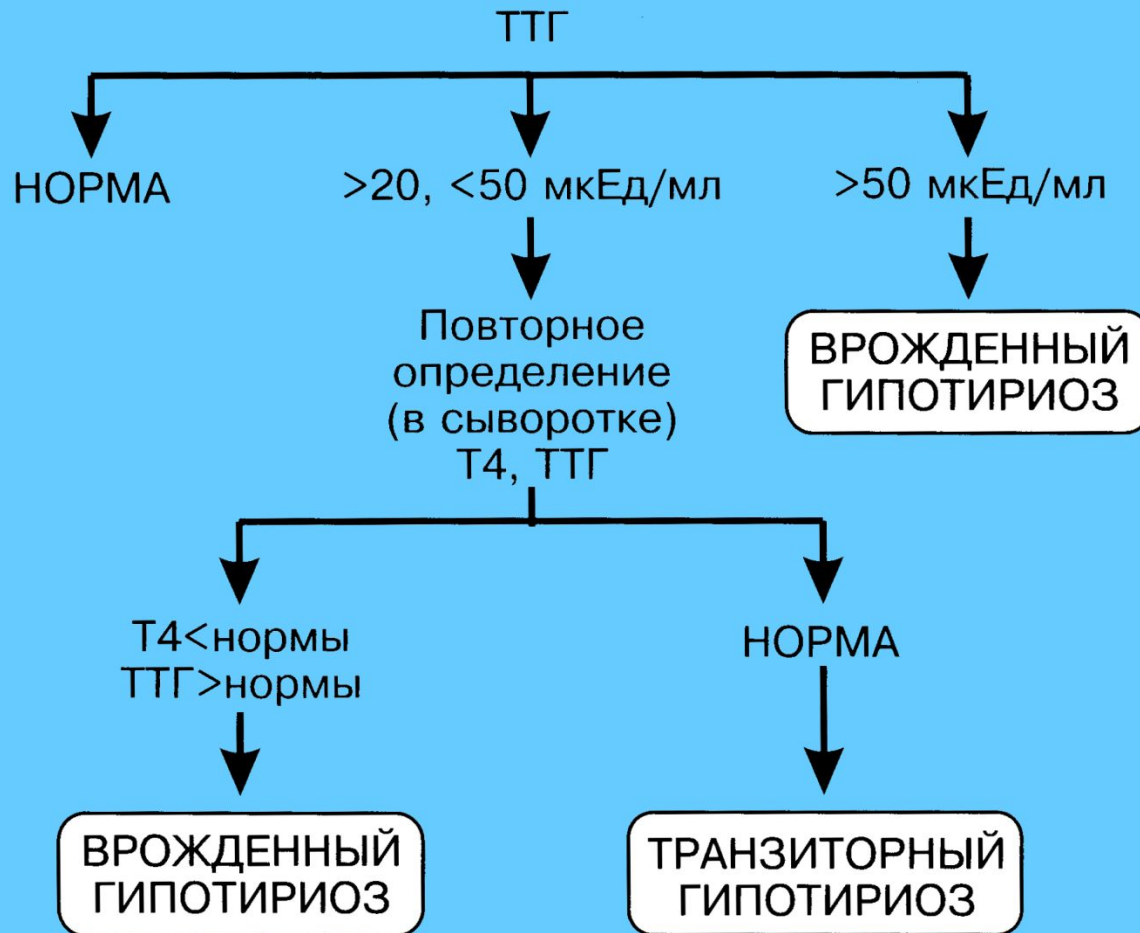 ТТГ
НОРМА
>20, <50 мкЕд/мл
>50 мкЕд/мл
Повторное
определение
(в сыворотке)
Т4, ТТГ
ВРОЖДЕННЫЙ
ГИПОТИРИОЗ
Т4<нормы
ТТГ>нормы
НОРМА
ВРОЖДЕННЫЙ
ГИПОТИРИОЗ
ТРАНЗИТОРНЫЙ
ГИПОТИРИОЗ